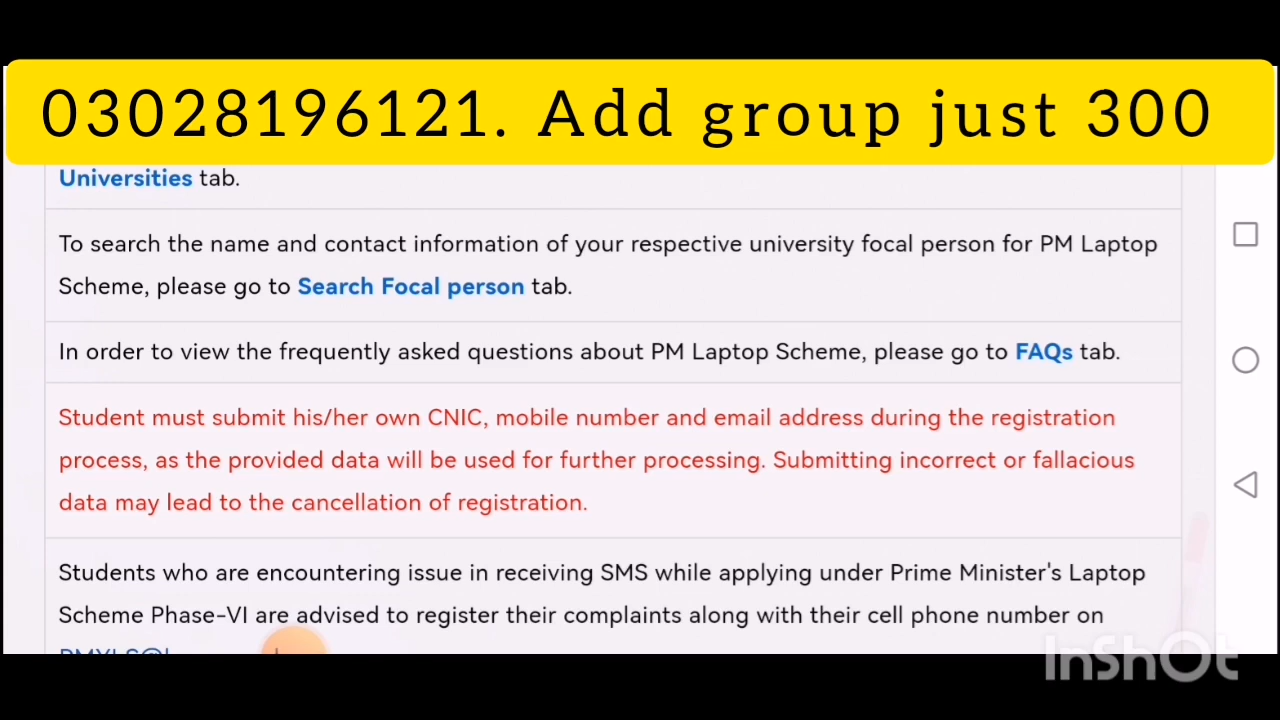 03028196121. Add group just 300
Universities tab.
To search the name and contact information of your respective university focal person for PM Laptop
Scheme, please go to Search Focal person tab.
In order to view the frequently asked questions about PM Laptop Scheme, please go to FAQs tab.
Student must submit his/her own CNIC, mobile number and email address during the registration
process, as the provided data will be used for further processing. Submitting incorrect or fallacious
data may lead to the cancellation of registration.
Students who are encountering issue in receiving SMS while applying under Prime Minister's Laptop
Scheme Phase-VI are advised to register their complaints along with their cell phone number on
InShOt